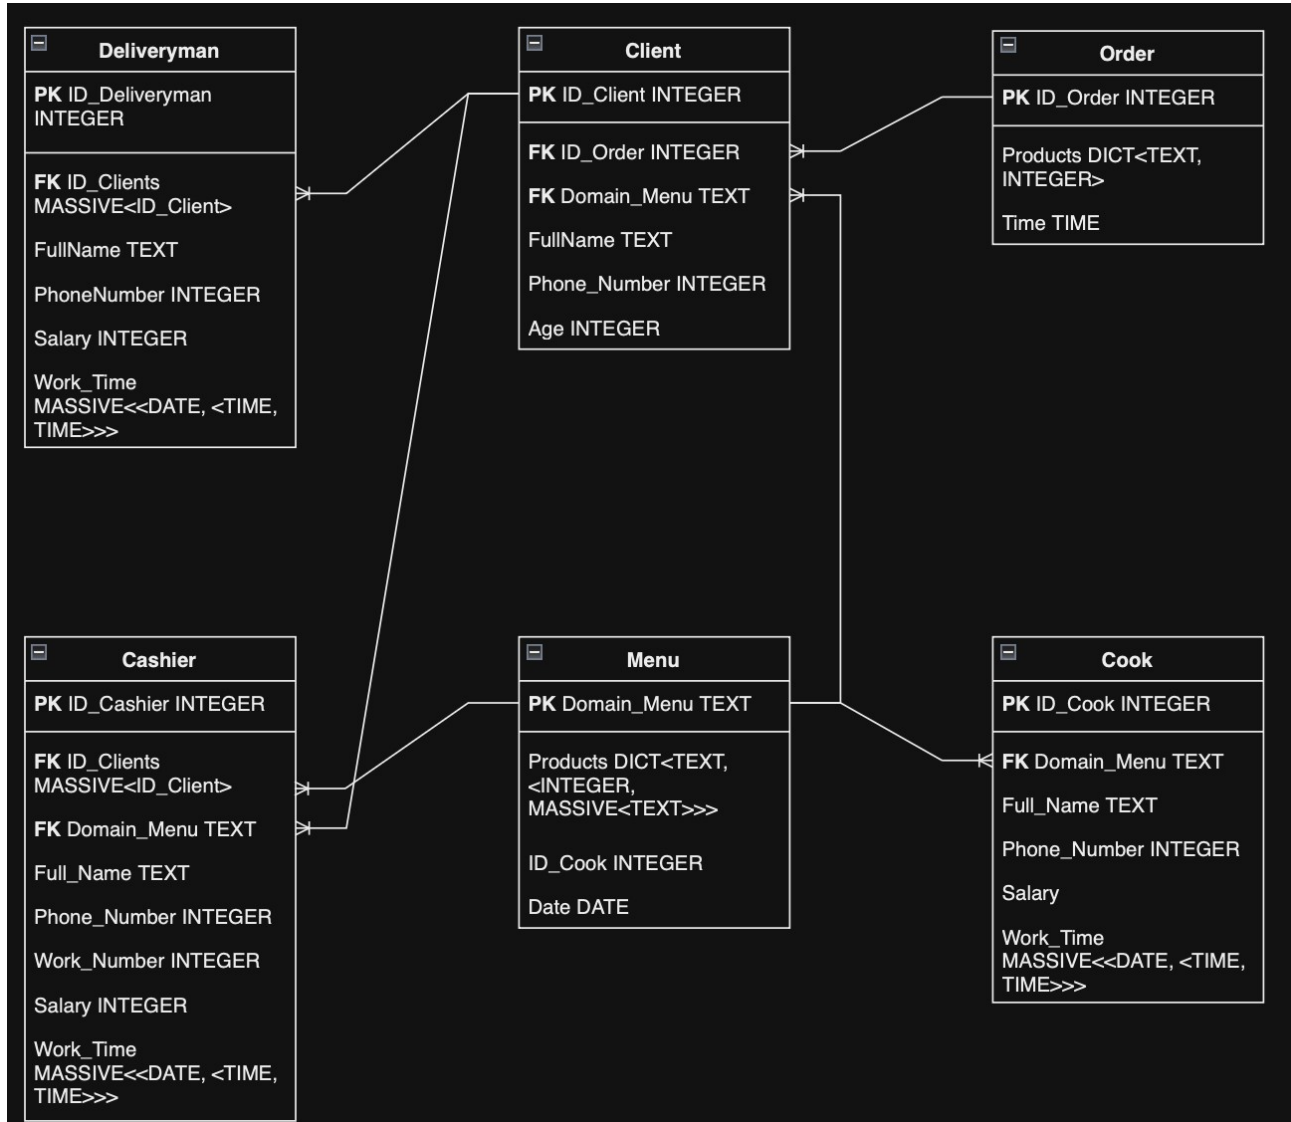 Deliveryman
PK ID_Deliveryman
INTEGER
FK ID_Clients
MASSIVE<ID_Client>
FullName TEXT
PhoneNumber INTEGER
Salary INTEGER
Work_Time
MASSIVE<<DATE, <TIME,
TIME>>>
Client
PK ID_Client INTEGER
FK ID_Order INTEGER
FK Domain_Menu TEXT
FullName TEXT
Phone_Number INTEGER
Age INTEGER
Order
PK ID_Order INTEGER
Products DICT<TEXT,
INTEGER>
Time TIME
Cashier
PK ID_Cashier INTEGER
FK ID_Clients
MASSIVE<ID_Client>
FK Domain_Menu TEXT
Full_Name TEXT
Phone_Number INTEGER
Work_Number INTEGER
Salary INTEGER
Work_Time
MASSIVE<<DATE, <TIME,
TIME>>>
Menu
PK Domain_Menu TEXT
Products DICT<TEXT,
<INTEGER,
MASSIVE<TEXT>>>
ID_Cook INTEGER
Date DATE
Cook
PK ID_Cook INTEGER
FK Domain_Menu TEXT
Full_Name TEXT
Phone_Number INTEGER
Salary
Work_Time
MASSIVE<<DATE, <TIME,
TIME>>>